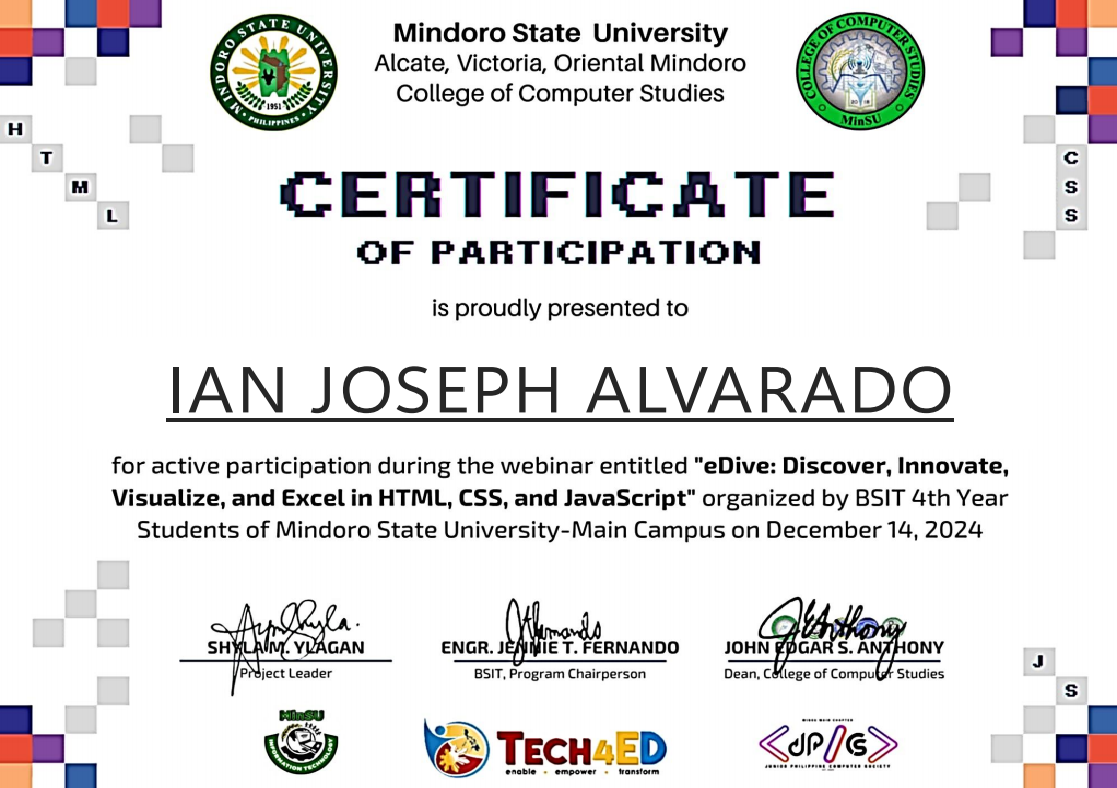 Mindoro State University
Alcate, Victoria, Oriental Mindoro
College of Computer Studies
MINDORO STATE UNIVERSITY
1951
PHILIPPINES
COLLEGE OF COMPUTER STUDIES
MinSU
H
T
M
L
C
S
S
CERTIFICATE
OF PARTICIPATION
is proudly presented to
IAN JOSEPH ALVARADO
for active participation during the webinar entitled "eDive: Discover, Innovate,
Visualize, and Excel in HTML, CSS, and JavaScript" organized by BSIT 4th Year
Students of Mindoro State University-Main Campus on December 14, 2024
SHYLA M. YLAGAN
Project Leader
ENGR. JENNIE T. FERNANDO
BSIT, Program Chairperson
JOHN EDGAR S. ANTHONY
Dean, College of Computer Studies
J
S
MinSU
INFORMATION TECHNOLOGY
TECH4ED
enable - empower - transform
JP/CS
JUNIOR PHILIPPINE COMPUTER SOCIETY